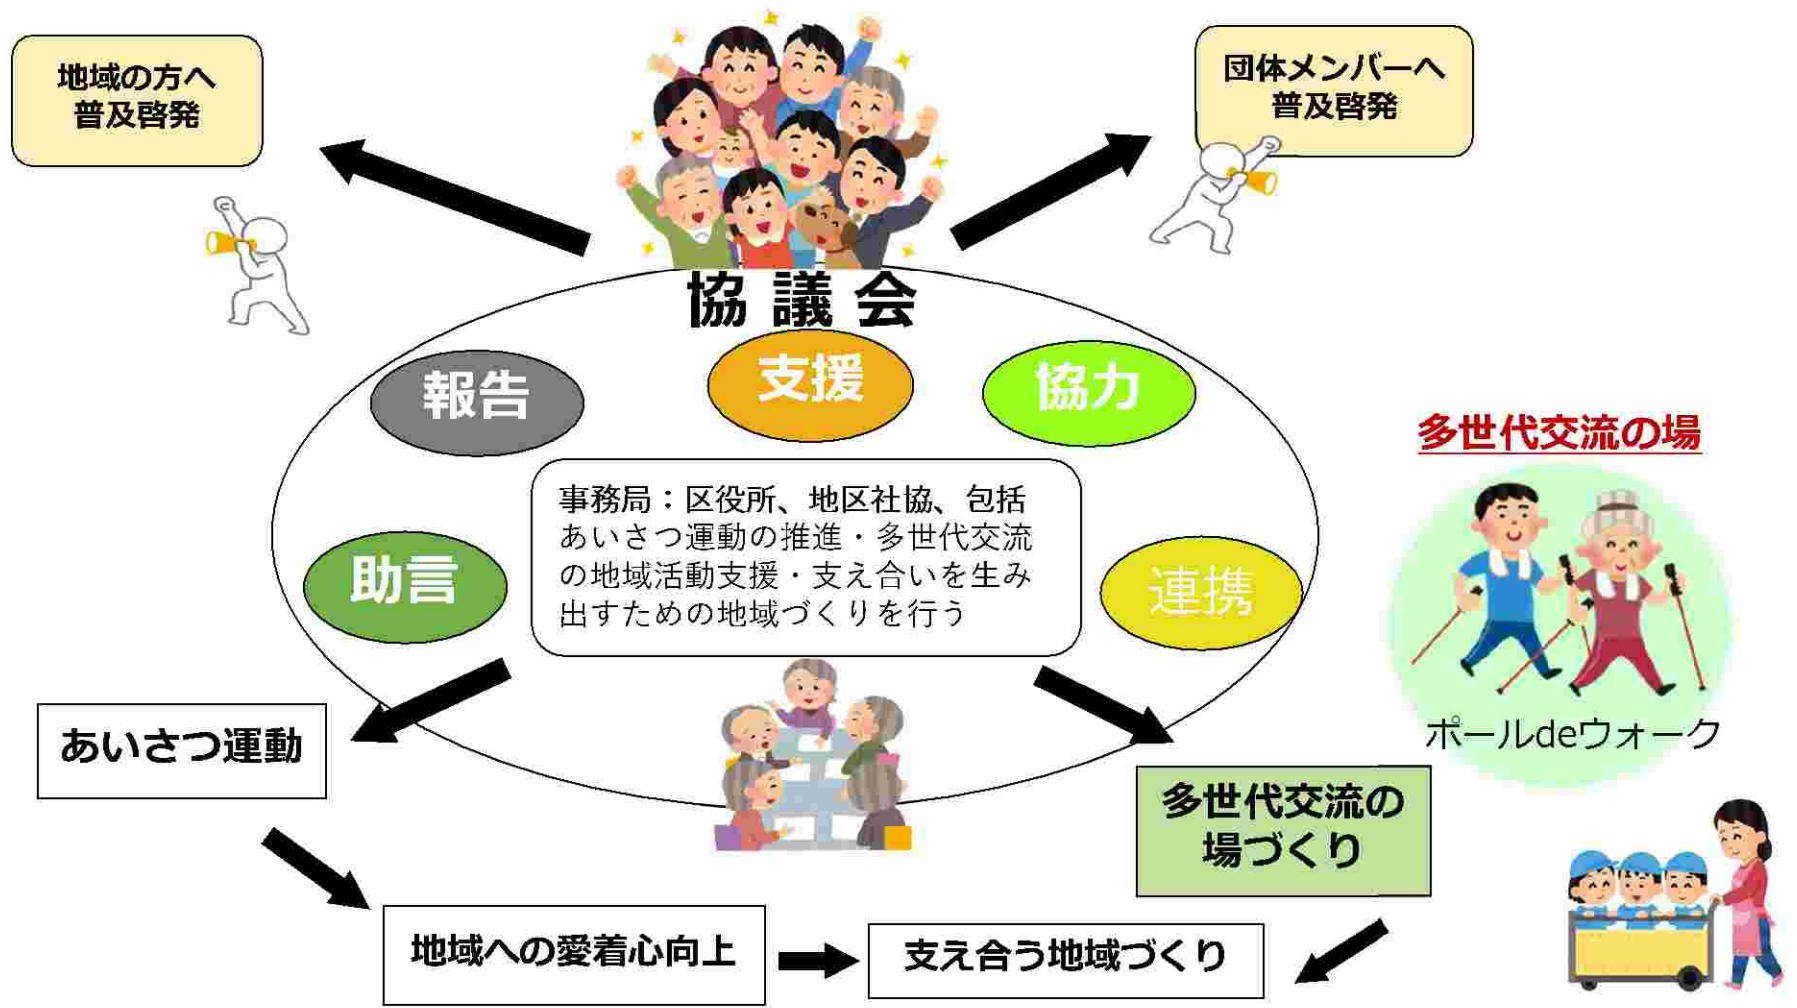 地域の方へ
普及啓発
団体メンバーへ
普及啓発
協議会
報告
支援
協力
助言
連携
事務局：区役所、地区社協、包括
あいさつ運動の推進・多世代交流
の地域活動支援・支え合いを生み
出すための地域づくりを行う
多世代交流の場
ポールdeウォーク
あいさつ運動
多世代交流の
場づくり
地域への愛着心向上
支え合う地域づくり